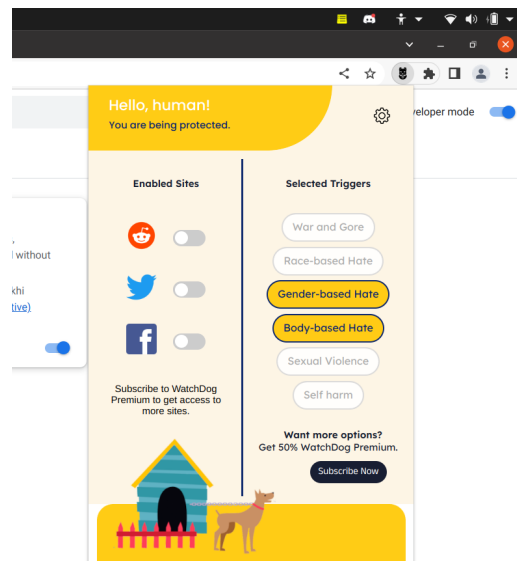 Hello, human!
You are being protected.
veloper mode
Enabled Sites
Selected Triggers
War and Gore
Race-based Hate
Gender-based Hate
Body-based Hate
Sexual Violence
Self harm
without
khi
tive)
Subscribe to WatchDog
Premium to get access to
more sites.
Want more options?
Get 50% WatchDog Premium.
Subscribe Now